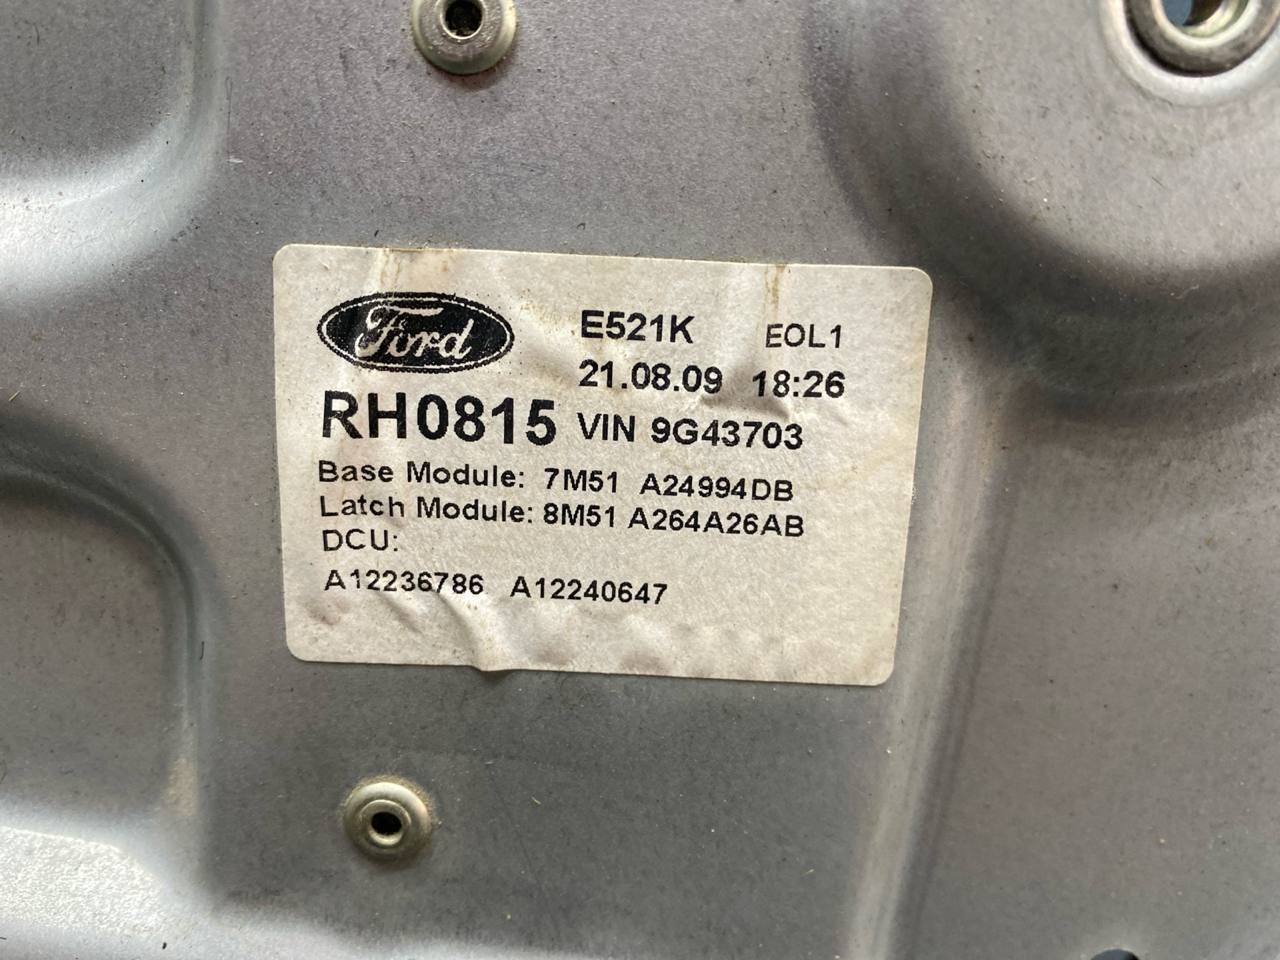 Ford E521K EOL1
21.08.09 18:26
RH0815 VIN 9G43703
Base Module: 7M51 A24994DB
Latch Module: 8M51 A264A26AB
DCU:
A12236786 A12240647